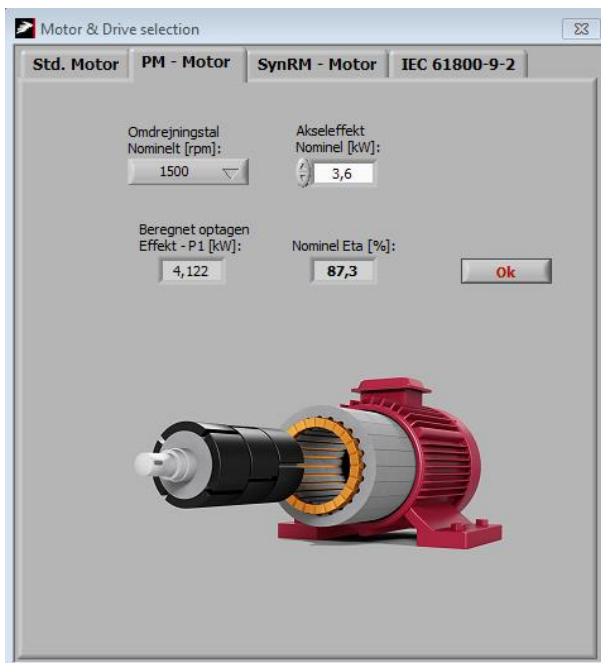 Motor & Drive selection
Std. Motor
PM - Motor
SynRM - Motor
IEC 61800-9-2
Omdrejningstal
Nominelt [rpm]:
1500
Akseleffekt
Nominel [kW]:
3,6
Beregnet optagen
Effekt - P1 [kW]:
4,122
Nominel Eta [%]:
87,3
Ok